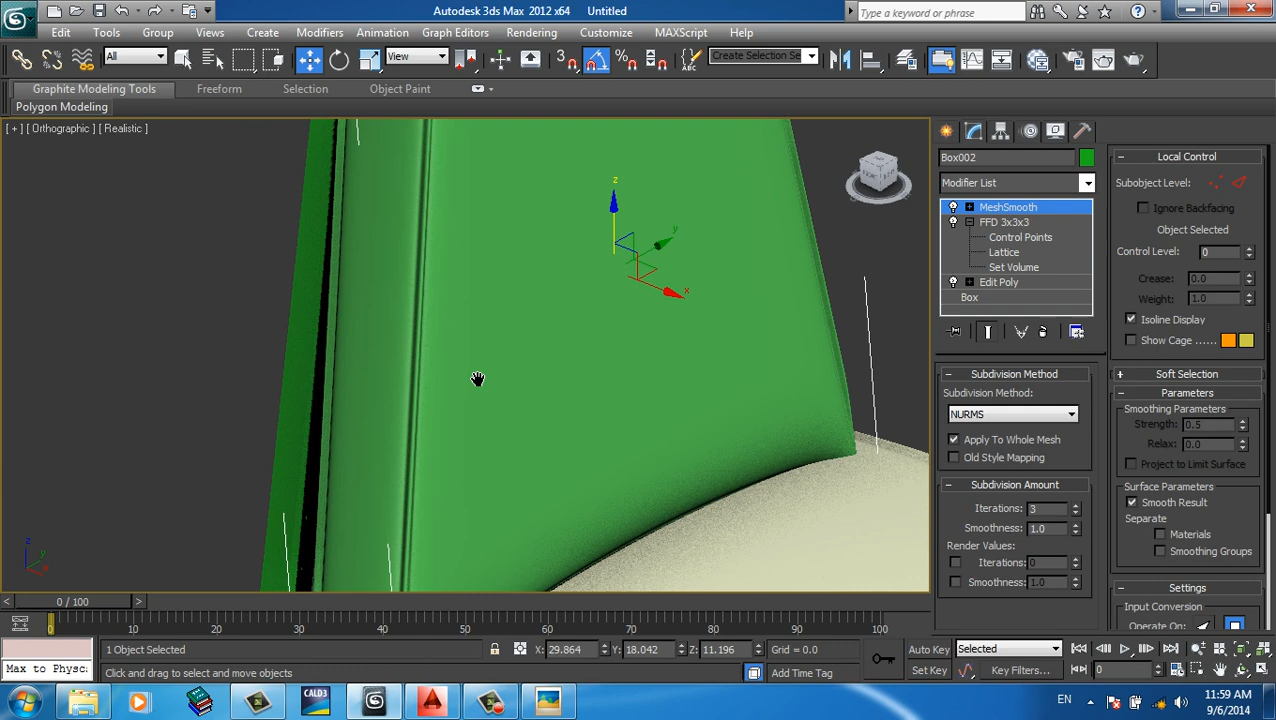 Autodesk 3ds Max 2012 x64 Untitled
Type a keyword or phrase
Edit Tools Group Views Create Modifiers Animation Graph Editors Rendering Customize MAXScript Help
All View Create Selection Se
Graphite Modeling Tools Freeform Selection Object Paint
Polygon Modeling
[ + ] [ Orthographic ] [ Realistic ]
z
y
x
Box002
Modifier List
MeshSmooth
FFD 3x3x3
Control Points
Lattice
Set Volume
Edit Poly
Box
Subdivision Method
Subdivision Method:
NURMS
Apply To Whole Mesh
Old Style Mapping
Subdivision Amount
Iterations: 3
Smoothness: 1.0
Render Values:
Iterations: 0
Smoothness: 1.0
Local Control
Subobject Level:
Ignore Backfacing
Object Selected
Control Level: 0
Crease: 0.0
Weight: 1.0
Isoline Display
Show Cage ......
Soft Selection
Parameters
Smoothing Parameters
Strength: 0.5
Relax: 0.0
Project to Limit Surface
Surface Parameters
Smooth Result
Separate
Materials
Smoothing Groups
Settings
Input Conversion
Operate On:
z
y
x
0 / 100
0 10 20 30 40 50 60 70 80 90 100
1 Object Selected
X: 29.864 Y: 18.042 Z: 11.196 Grid = 0.0
Auto Key Selected
Max to Physc
Click and drag to select and move objects
Add Time Tag
Set Key Key Filters... 0
CALD3
EN
11:59 AM
9/6/2014